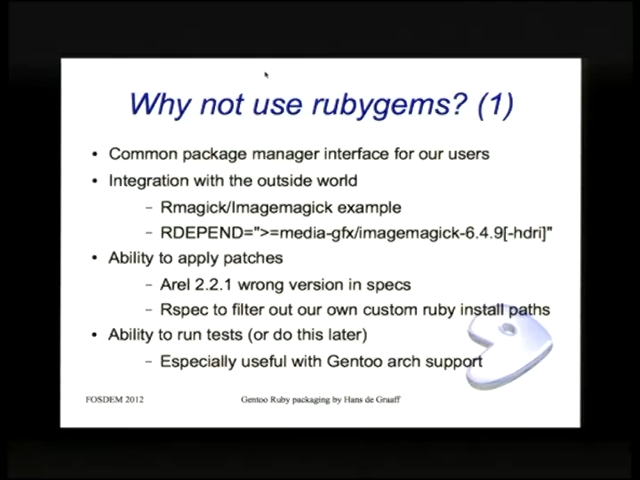 Why not use rubygems? (1)
• Common package manager interface for our users
• Integration with the outside world
– Rmagick/Imagemagick example
– RDEPEND=">=media-gfx/imagemagick-6.4.9[-hdri]"
• Ability to apply patches
– Arel 2.2.1 wrong version in specs
– Rspec to filter out our own custom ruby install paths
• Ability to run tests (or do this later)
– Especially useful with Gentoo arch support
FOSDEM 2012
Gentoo Ruby packaging by Hans de Graaff